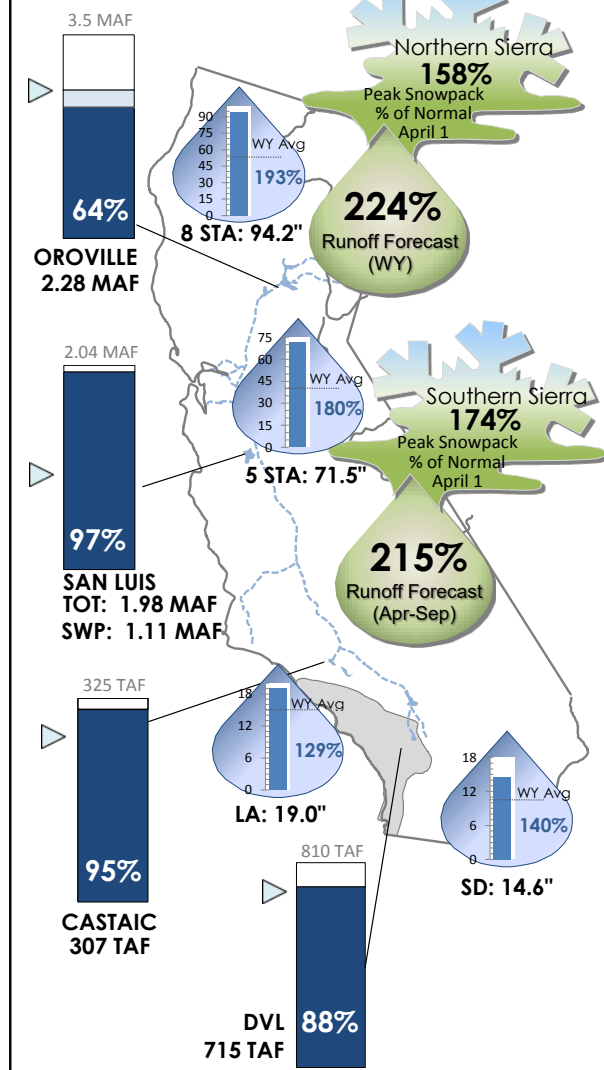 3.5 MAF
64%
OROVILLE
2.28 MAF
90
75
60
45
30
15
0
WY Avg
193%
8 STA: 94.2"
Northern Sierra
158%
Peak Snowpack
% of Normal
April 1
224%
Runoff Forecast
(WY)
2.04 MAF
97%
SAN LUIS
TOT: 1.98 MAF
SWP: 1.11 MAF
75
60
45
30
15
0
WY Avg
180%
5 STA: 71.5"
Southern Sierra
174%
Peak Snowpack
% of Normal
April 1
215%
Runoff Forecast
(Apr-Sep)
325 TAF
95%
CASTAIC
307 TAF
18
12
6
0
WY Avg
129%
LA: 19.0"
18
12
6
0
WY Avg
140%
SD: 14.6"
810 TAF
88%
DVL
715 TAF